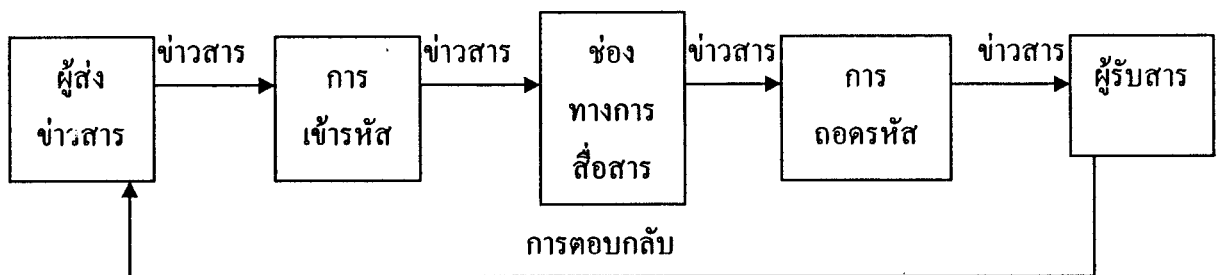 ผู้ส่ง
ข่าวสาร
ข่าวสาร
การ
เข้ารหัส
ข่าวสาร
ช่อง
ทางการ
สื่อสาร
ข่าวสาร
การ
ถอดรหัส
ข่าวสาร
ผู้รับสาร
การตอบกลับ